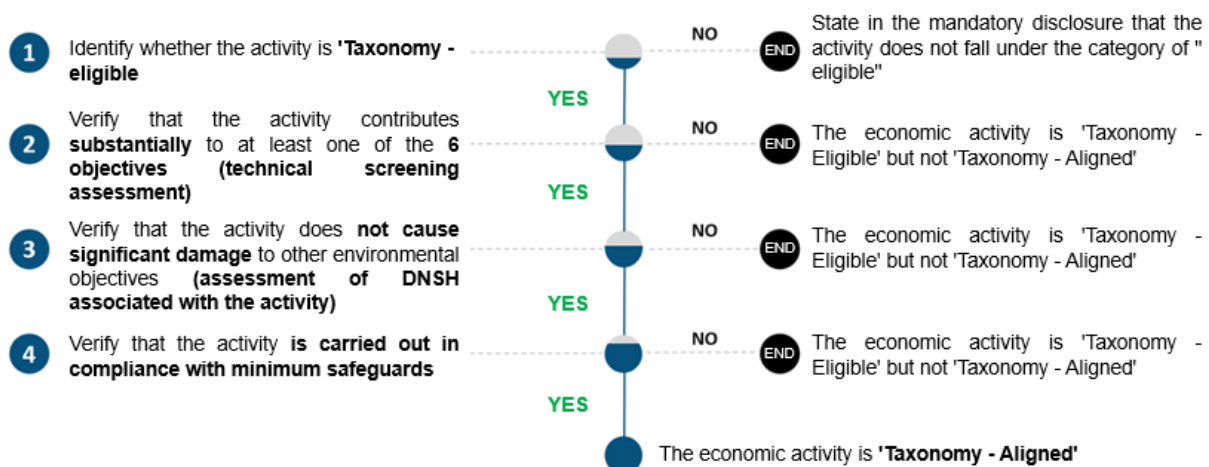 1
Identify whether the activity is 'Taxonomy -
eligible
NO
END
State in the mandatory disclosure that the
activity does not fall under the category of "
eligible"
YES
2
Verify that the activity contributes
substantially to at least one of the 6
objectives (technical screening
assessment)
NO
END
The economic activity is 'Taxonomy -
Eligible' but not 'Taxonomy - Aligned'
YES
3
Verify that the activity does not cause
significant damage to other environmental
objectives (assessment of DNSH
associated with the activity)
NO
END
The economic activity is 'Taxonomy -
Eligible' but not 'Taxonomy - Aligned'
YES
4
Verify that the activity is carried out in
compliance with minimum safeguards
NO
END
The economic activity is 'Taxonomy -
Eligible' but not 'Taxonomy - Aligned'
YES
The economic activity is 'Taxonomy - Aligned'